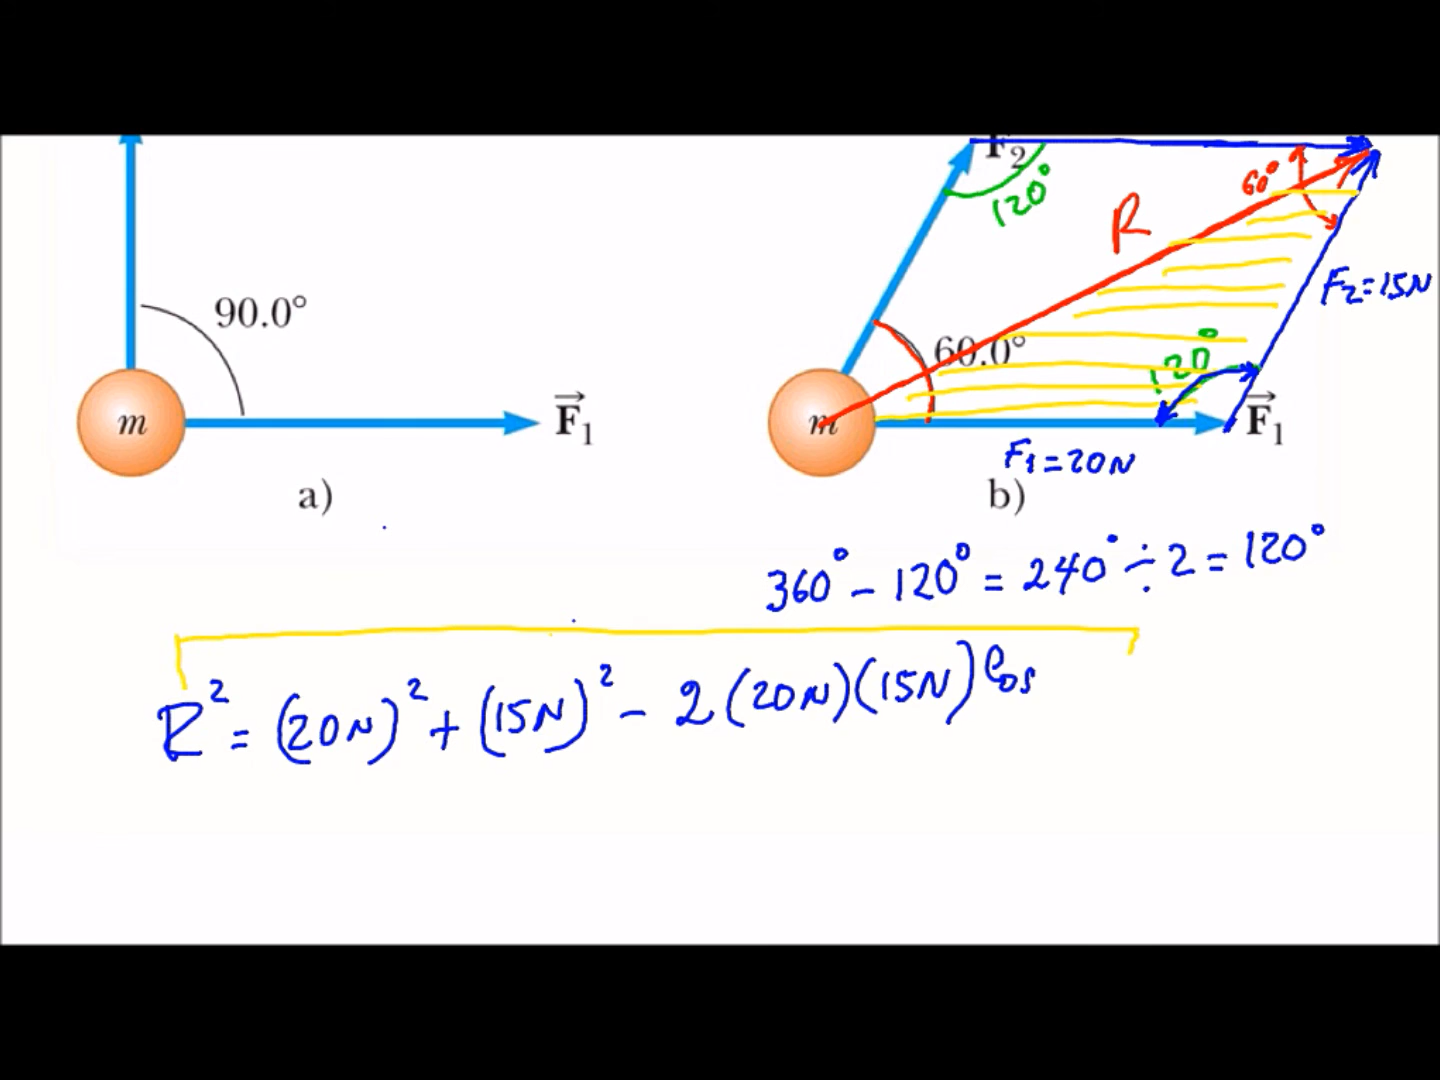 F₂
120°
60°
R
F₂=15N
90.0°
60.0°
120°
m
F₁
m
F₁
F₁=20N
a)
b)
360° - 120° = 240° ÷ 2 = 120°
R² = (20N)² + (15N)² - 2(20N)(15N) Cos